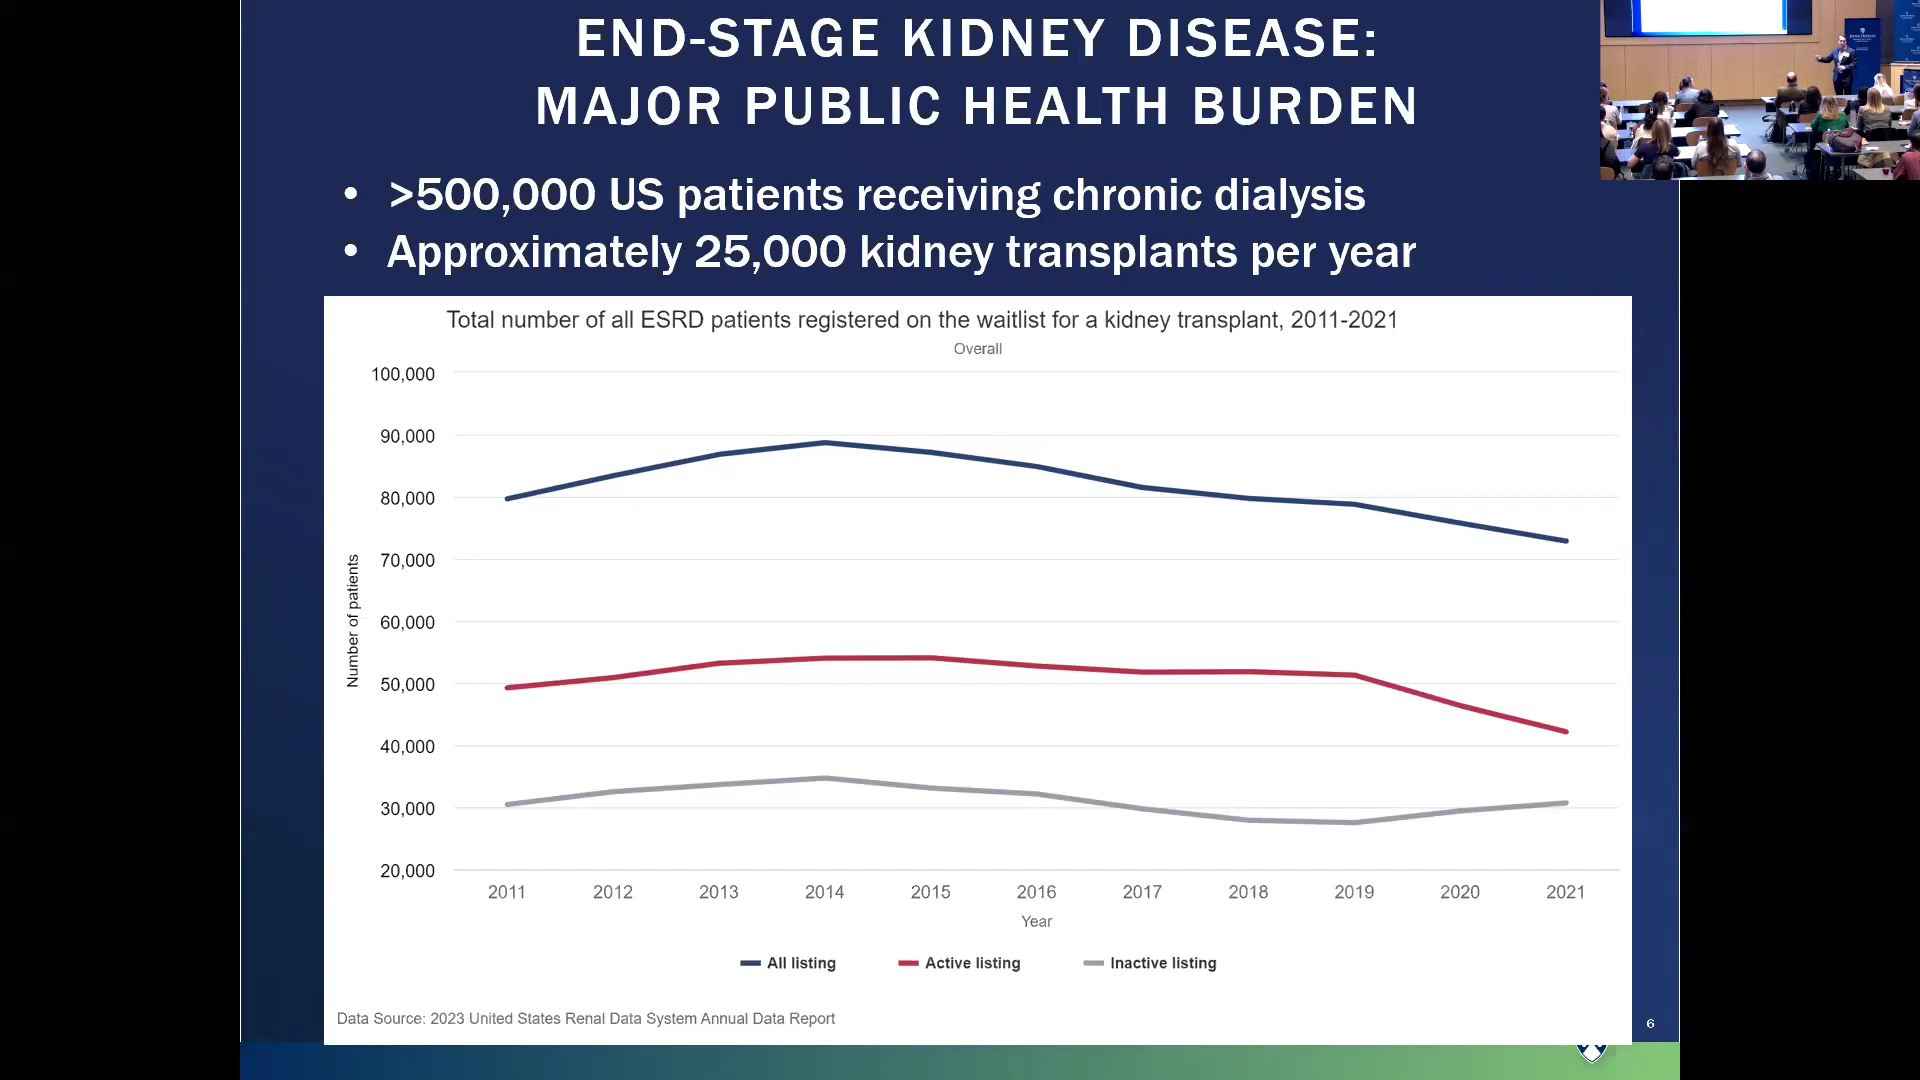 END-STAGE KIDNEY DISEASE:
MAJOR PUBLIC HEALTH BURDEN
• >500,000 US patients receiving chronic dialysis
• Approximately 25,000 kidney transplants per year
Total number of all ESRD patients registered on the waitlist for a kidney transplant, 2011-2021
Overall
100,000
90,000
80,000
70,000
60,000
50,000
40,000
30,000
20,000
Number of patients
2011 2012 2013 2014 2015 2016 2017 2018 2019 2020 2021
Year
All listing Active listing Inactive listing
Data Source: 2023 United States Renal Data System Annual Data Report
6